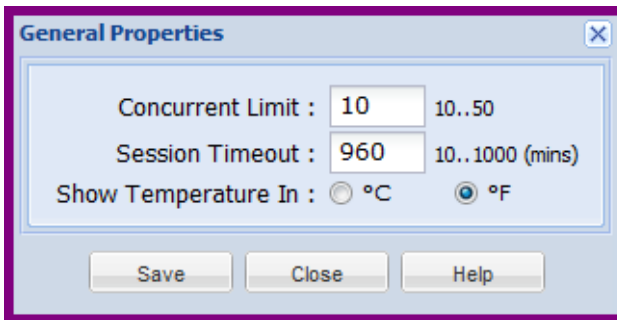 General Properties
Concurrent Limit : 10 10..50
Session Timeout : 960 10..1000 (mins)
Show Temperature In : °C °F
Save Close Help